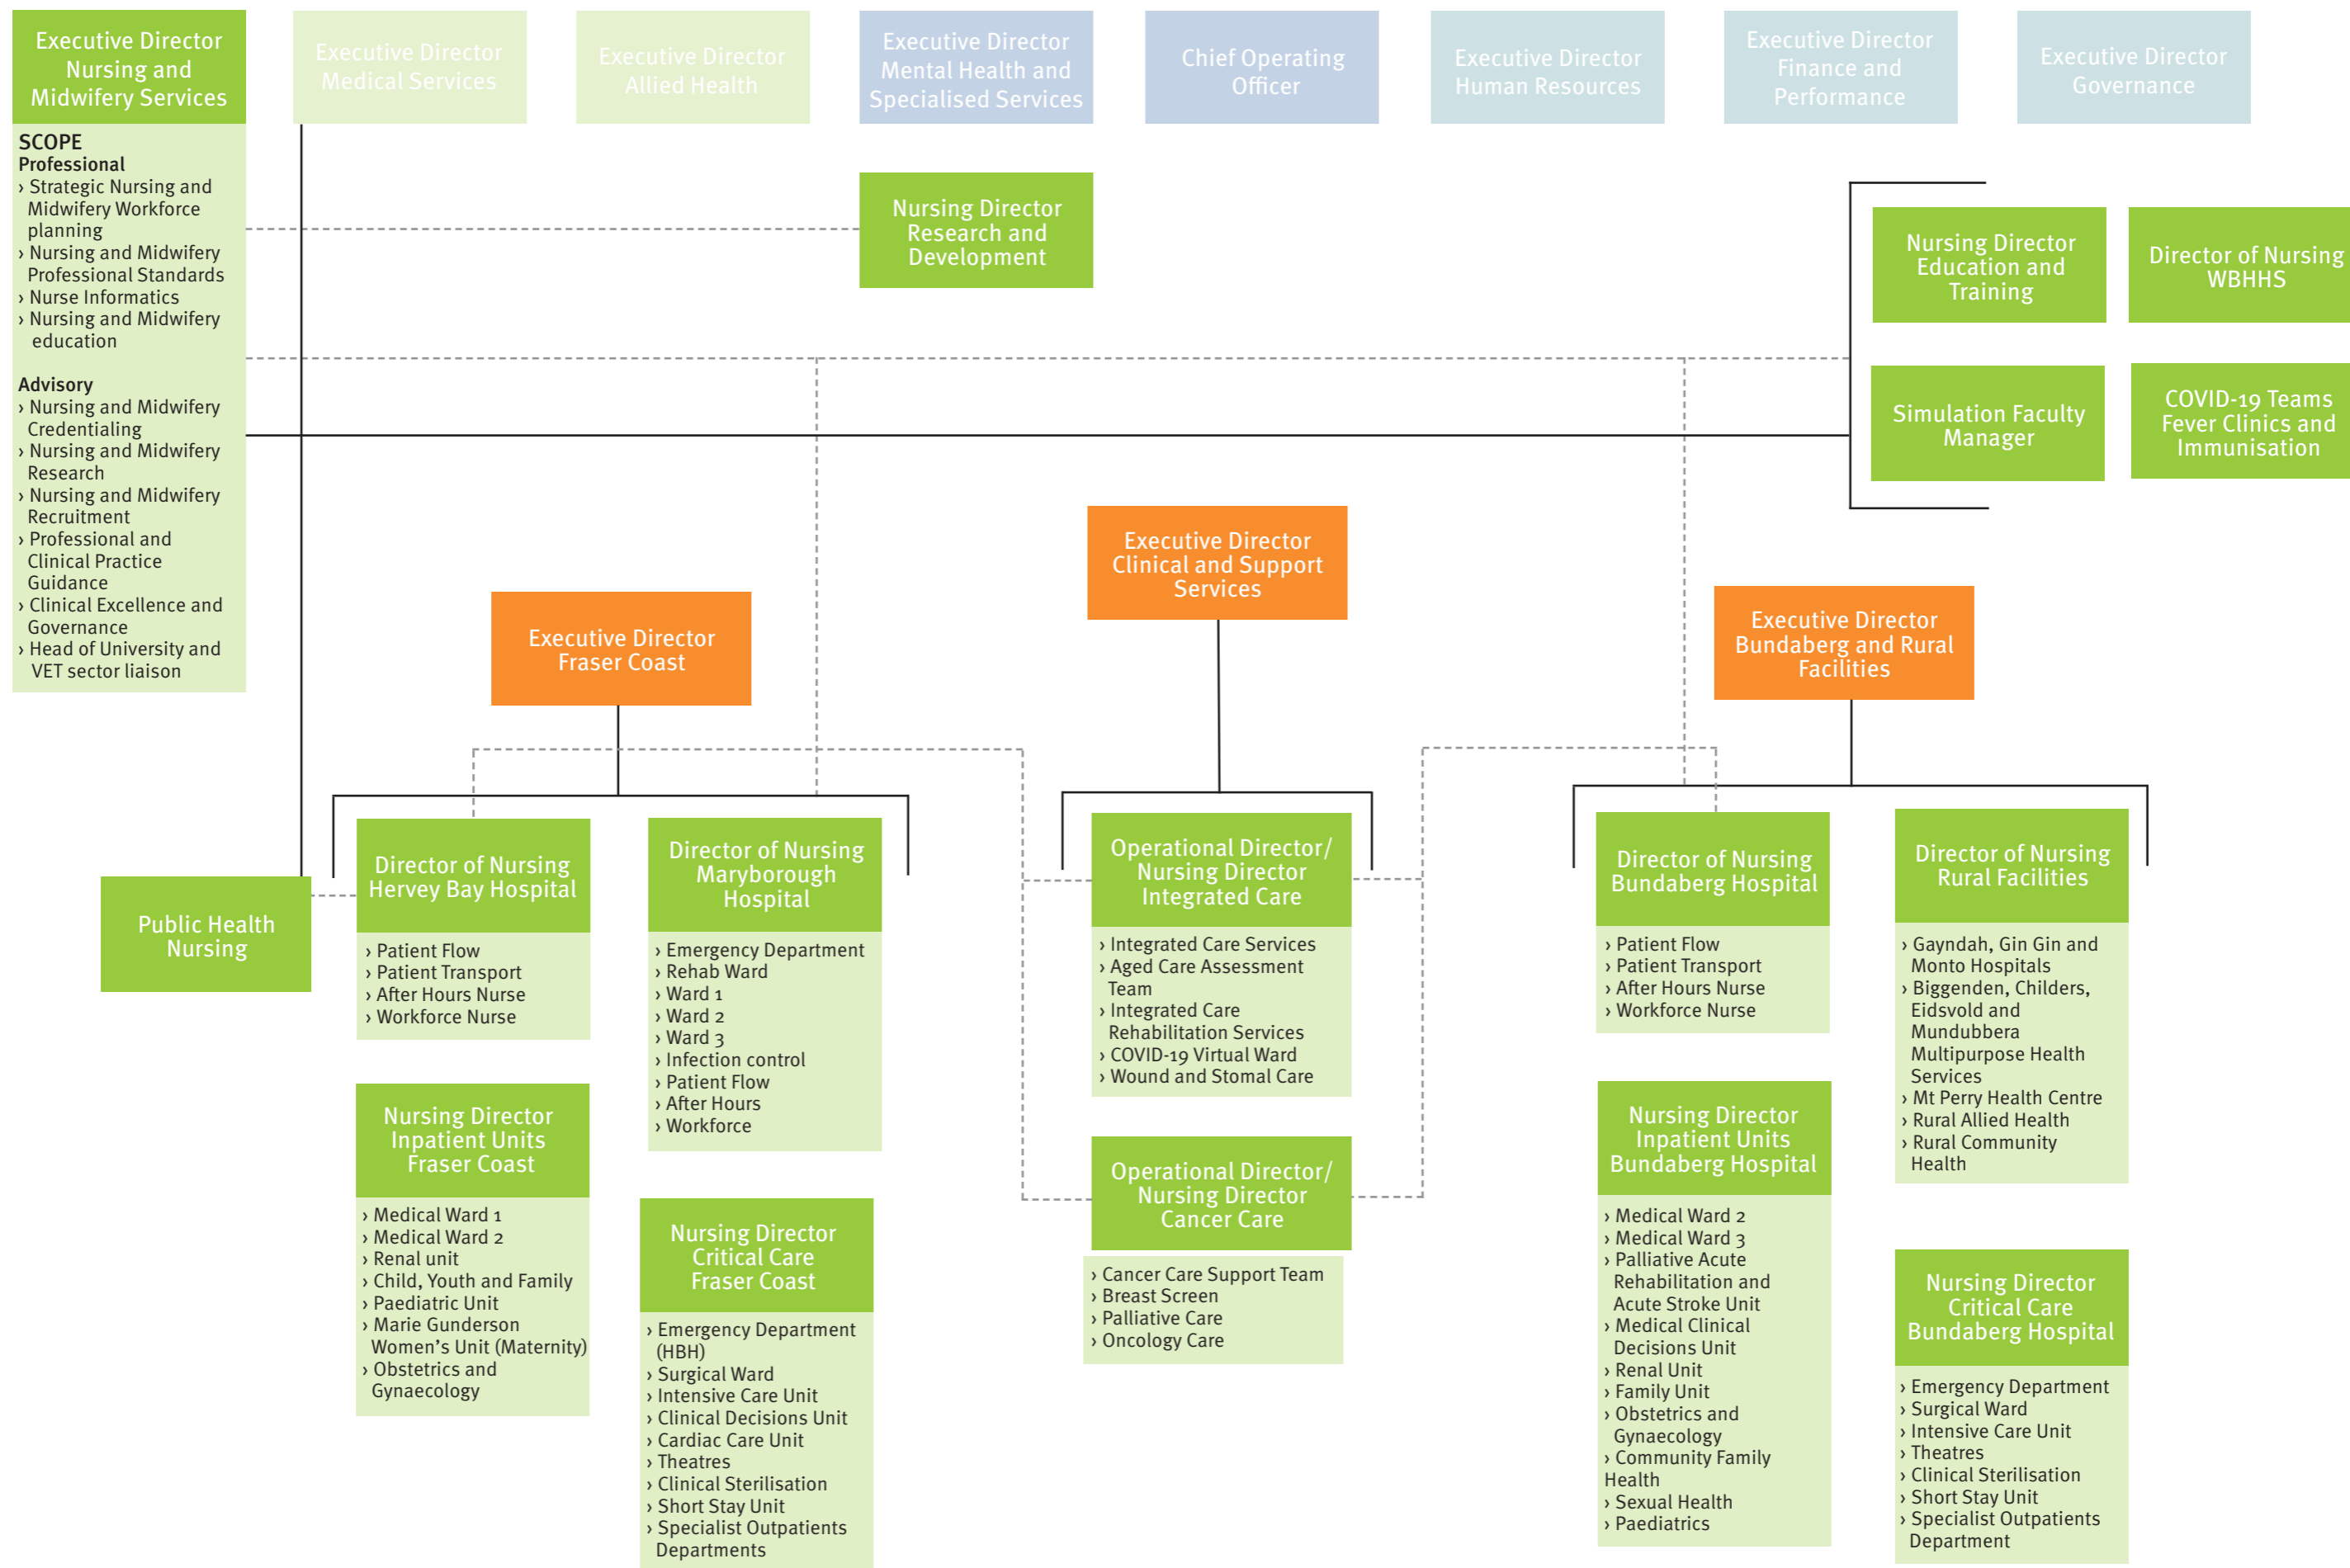 Executive Director
Nursing and
Midwifery Services
Executive Director
Medical Services
Executive Director
Allied Health
Executive Director
Mental Health and
Specialised Services
Chief Operating
Officer
Executive Director
Human Resources
Executive Director
Finance and
Performance
Executive Director
Governance
SCOPE
Professional
› Strategic Nursing and
Midwifery Workforce
planning
› Nursing and Midwifery
Professional Standards
› Nurse Informatics
› Nursing and Midwifery
education
Advisory
› Nursing and Midwifery
Credentialing
› Nursing and Midwifery
Research
› Nursing and Midwifery
Recruitment
› Professional and
Clinical Practice
Guidance
› Clinical Excellence and
Governance
› Head of University and
VET sector liaison
Nursing Director
Research and
Development
Nursing Director
Education and
Training
Director of Nursing
WBHHS
Simulation Faculty
Manager
COVID-19 Teams
Fever Clinics and
Immunisation
Executive Director
Fraser Coast
Executive Director
Clinical and Support
Services
Executive Director
Bundaberg and Rural
Facilities
Public Health
Nursing
Director of Nursing
Hervey Bay Hospital
› Patient Flow
› Patient Transport
› After Hours Nurse
› Workforce Nurse
Nursing Director
Inpatient Units
Fraser Coast
› Medical Ward 1
› Medical Ward 2
› Renal unit
› Child, Youth and Family
› Paediatric Unit
› Marie Gunderson
Women’s Unit (Maternity)
› Obstetrics and
Gynaecology
Director of Nursing
Maryborough
Hospital
› Emergency Department
› Rehab Ward
› Ward 1
› Ward 2
› Ward 3
› Infection control
› Patient Flow
› After Hours
› Workforce
Nursing Director
Critical Care
Fraser Coast
› Emergency Department
(HBH)
› Surgical Ward
› Intensive Care Unit
› Clinical Decisions Unit
› Cardiac Care Unit
› Theatres
› Clinical Sterilisation
› Short Stay Unit
› Specialist Outpatients
Departments
Operational Director/
Nursing Director
Integrated Care
› Integrated Care Services
› Aged Care Assessment
Team
› Integrated Care
Rehabilitation Services
› COVID-19 Virtual Ward
› Wound and Stomal Care
Operational Director/
Nursing Director
Cancer Care
› Cancer Care Support Team
› Breast Screen
› Palliative Care
› Oncology Care
Director of Nursing
Bundaberg Hospital
› Patient Flow
› Patient Transport
› After Hours Nurse
› Workforce Nurse
Nursing Director
Inpatient Units
Bundaberg Hospital
› Medical Ward 2
› Medical Ward 3
› Palliative Acute
Rehabilitation and
Acute Stroke Unit
› Medical Clinical
Decisions Unit
› Renal Unit
› Family Unit
› Obstetrics and
Gynaecology
› Community Family
Health
› Sexual Health
› Paediatrics
Director of Nursing
Rural Facilities
› Gayndah, Gin Gin and
Monto Hospitals
› Biggenden, Childers,
Eidsvold and
Mundubbera
Multipurpose Health
Services
› Mt Perry Health Centre
› Rural Allied Health
› Rural Community
Health
Nursing Director
Critical Care
Bundaberg Hospital
› Emergency Department
› Surgical Ward
› Intensive Care Unit
› Theatres
› Clinical Sterilisation
› Short Stay Unit
› Specialist Outpatients
Department